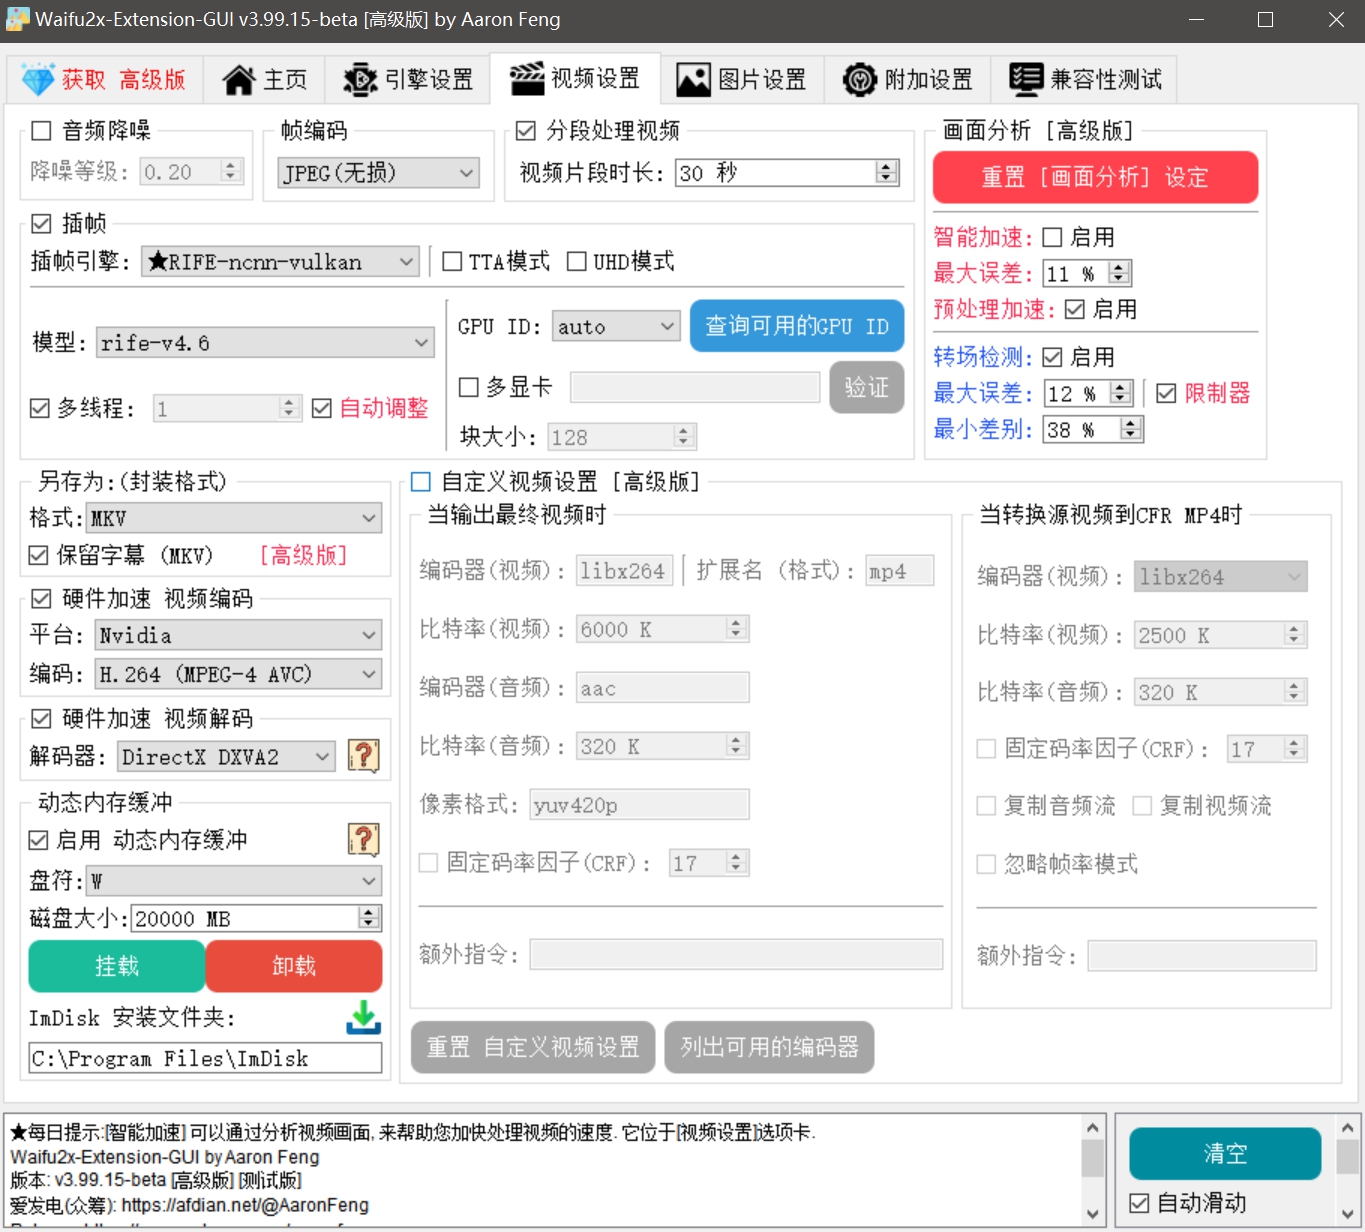 Waifu2x-Extension-GUI v3.99.15-beta [高级版] by Aaron Feng
获取 高级版
主页
引擎设置
视频设置
图片设置
附加设置
兼容性测试
音频降噪
降噪等级: 0.20
帧编码
JPEG(无损)
分段处理视频
视频片段时长: 30 秒
画面分析 [高级版]
重置 [画面分析] 设定
智能加速: 启用
最大误差: 11 %
预处理加速: 启用
转场检测: 启用
最大误差: 12 % 限制器
最小差别: 38 %
插帧
插帧引擎: ★RIFE-ncnn-vulkan TTA模式 UHD模式
模型: rife-v4.6
多线程: 1 自动调整
GPU ID: auto 查询可用的GPU ID
多显卡 验证
块大小: 128
另存为:(封装格式)
格式: MKV
保留字幕 (MKV) [高级版]
硬件加速 视频编码
平台: Nvidia
编码: H.264 (MPEG-4 AVC)
硬件加速 视频解码
解码器: DirectX DXVA2
动态内存缓冲
启用 动态内存缓冲
盘符: W
磁盘大小: 20000 MB
挂载
卸载
ImDisk 安装文件夹:
C:\Program Files\ImDisk
自定义视频设置 [高级版]
当输出最终视频时
编码器(视频): libx264 扩展名 (格式): mp4
比特率(视频): 6000 K
编码器(音频): aac
比特率(音频): 320 K
像素格式: yuv420p
固定码率因子(CRF): 17
额外指令:
当转换源视频到CFR MP4时
编码器(视频): libx264
比特率(视频): 2500 K
比特率(音频): 320 K
固定码率因子(CRF): 17
复制音频流 复制视频流
忽略帧率模式
额外指令:
重置 自定义视频设置
列出可用的编码器
★每日提示:[智能加速] 可以通过分析视频画面, 来帮助您加快处理视频的速度. 它位于[视频设置]选项卡.
Waifu2x-Extension-GUI by Aaron Feng
版本: v3.99.15-beta [高级版] [测试版]
爱发电(众筹): https://afdian.net/@AaronFeng
清空
自动滑动